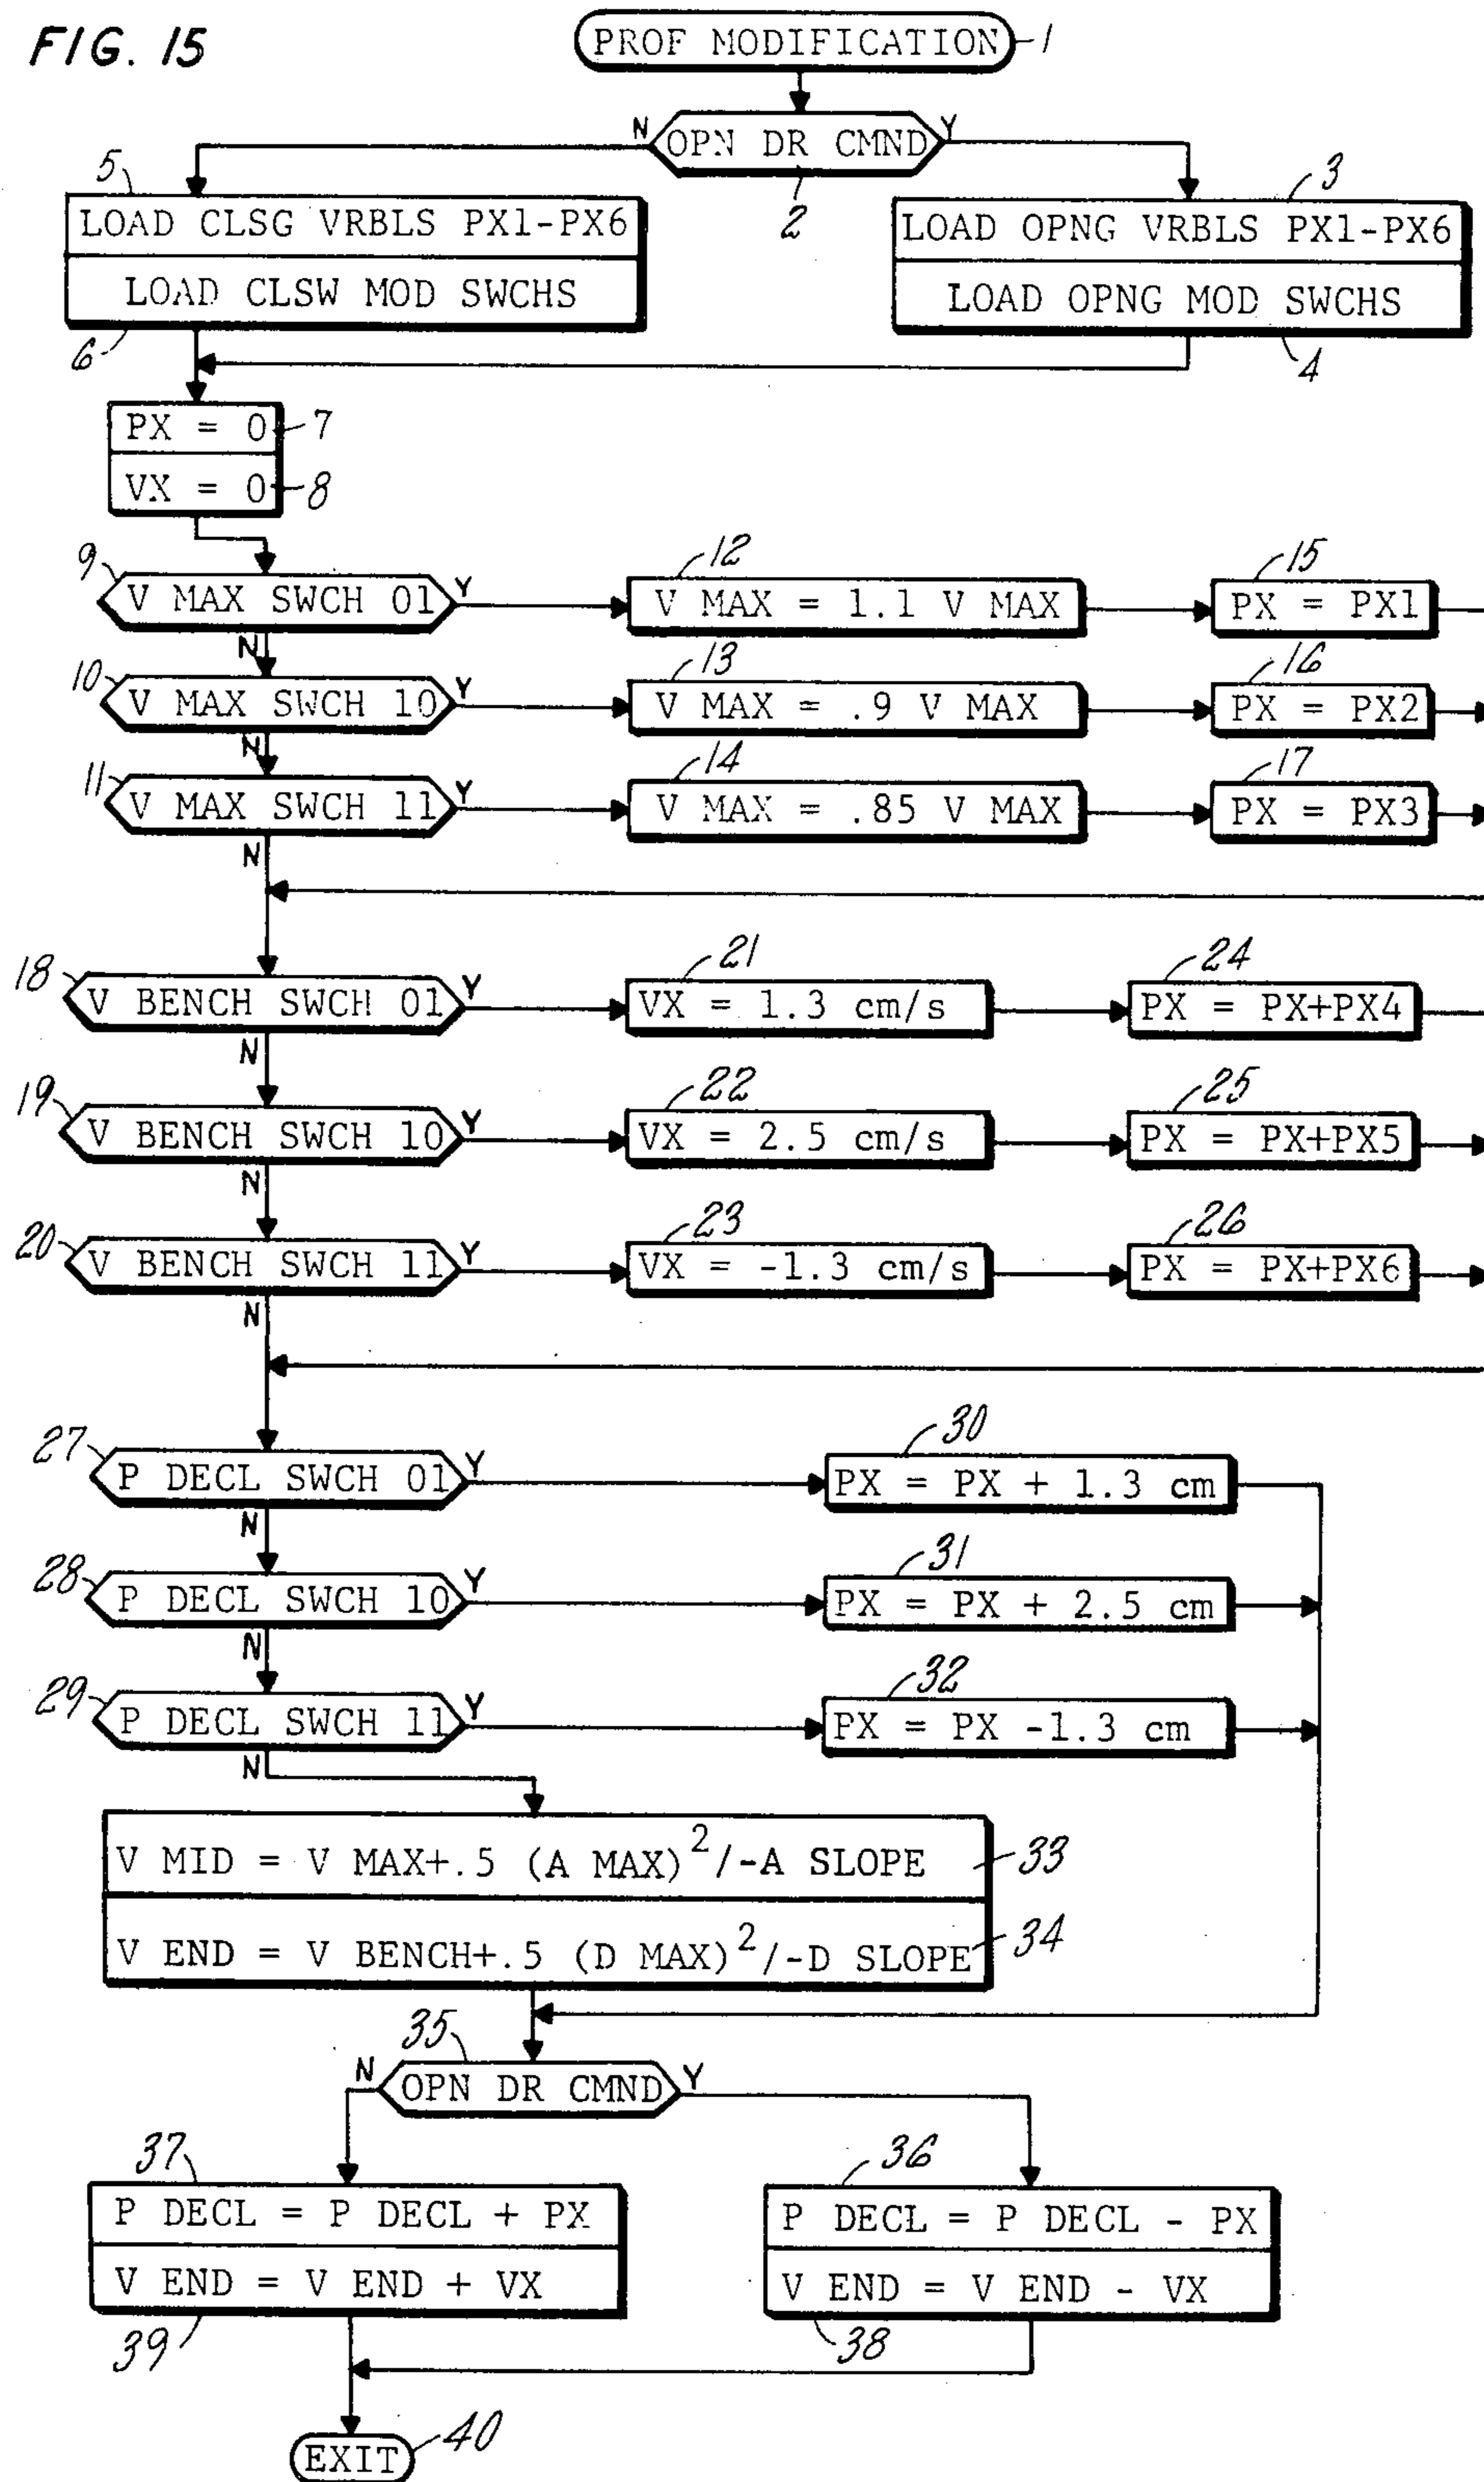 FIG. 15
PROF MODIFICATION 1
N OPN DR CMND Y
2
5 3
LOAD CLSG VRBLS PX1-PX6 LOAD OPNG VRBLS PX1-PX6
LOAD CLSW MOD SWCHS LOAD OPNG MOD SWCHS
6 4
PX = 0 7
VX = 0 8
9 12 15
V MAX SWCH 01 Y V MAX = 1.1 V MAX PX = PX1
N
10 13 16
V MAX SWCH 10 Y V MAX = .9 V MAX PX = PX2
N
11 14 17
V MAX SWCH 11 Y V MAX = .85 V MAX PX = PX3
N
18 21 24
V BENCH SWCH 01 Y VX = 1.3 cm/s PX = PX+PX4
N
19 22 25
V BENCH SWCH 10 Y VX = 2.5 cm/s PX = PX+PX5
N
20 23 26
V BENCH SWCH 11 Y VX = -1.3 cm/s PX = PX+PX6
N
27 30
P DECL SWCH 01 Y PX = PX + 1.3 cm
N
28 31
P DECL SWCH 10 Y PX = PX + 2.5 cm
N
29 32
P DECL SWCH 11 Y PX = PX -1.3 cm
N
V MID = V MAX+.5 (A MAX)²/-A SLOPE 33
V END = V BENCH+.5 (D MAX)²/-D SLOPE 34
35
N OPN DR CMND Y
37 36
P DECL = P DECL + PX P DECL = P DECL - PX
V END = V END + VX V END = V END - VX
39 38
EXIT 40